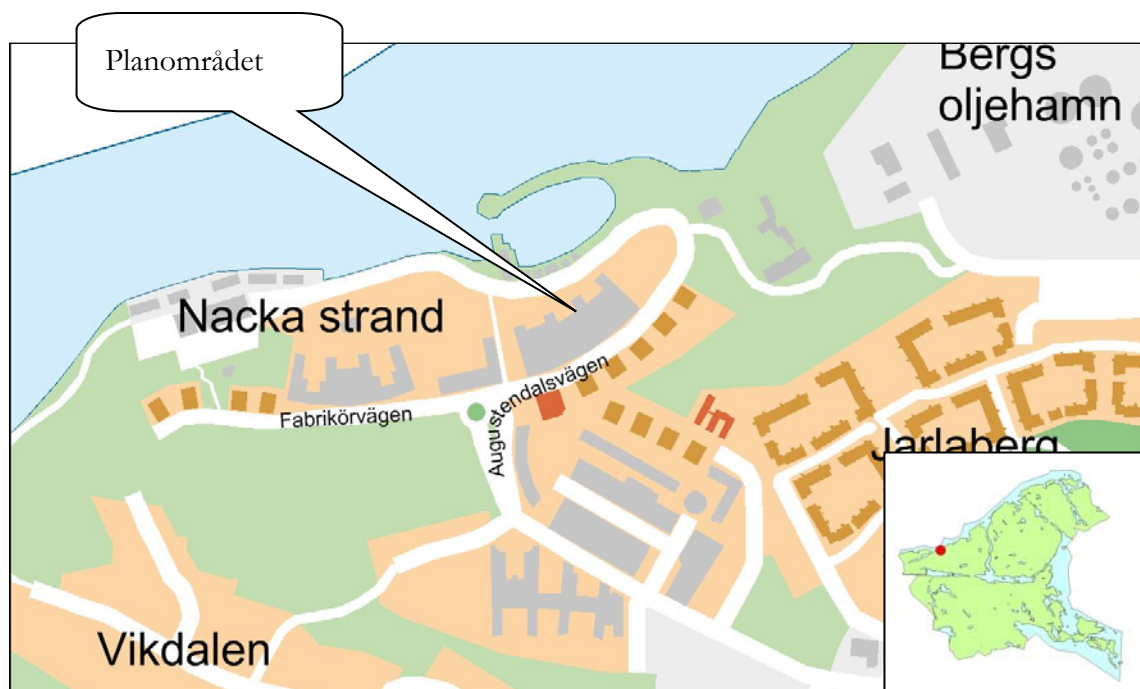 Planområdet
Bergs
oljehamn
Nacka strand
Fabrikörvägen
Augustendalsvägen
Jarlaberg
Vikdalen